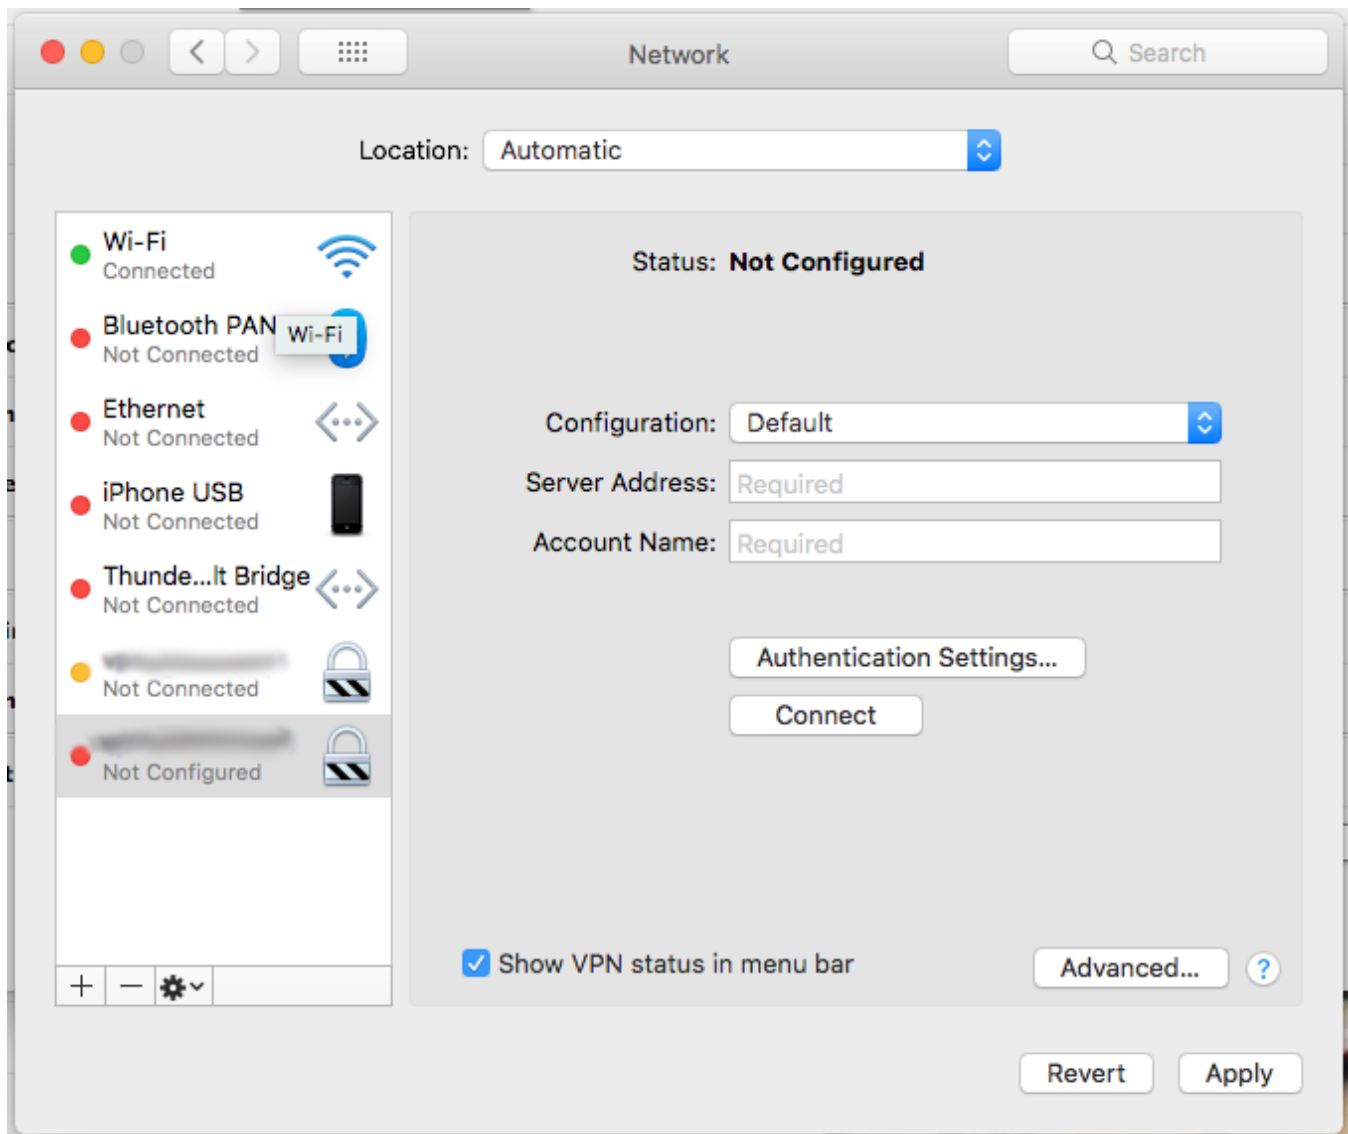 Network
Search
Location: Automatic
Wi-Fi
Connected
Bluetooth PAN
Not Connected
Wi-Fi
Ethernet
Not Connected
iPhone USB
Not Connected
Thunde...lt Bridge
Not Connected
Not Connected
Not Configured
Status: Not Configured
Configuration: Default
Server Address: Required
Account Name: Required
Authentication Settings...
Connect
Show VPN status in menu bar
Advanced...
?
Revert
Apply